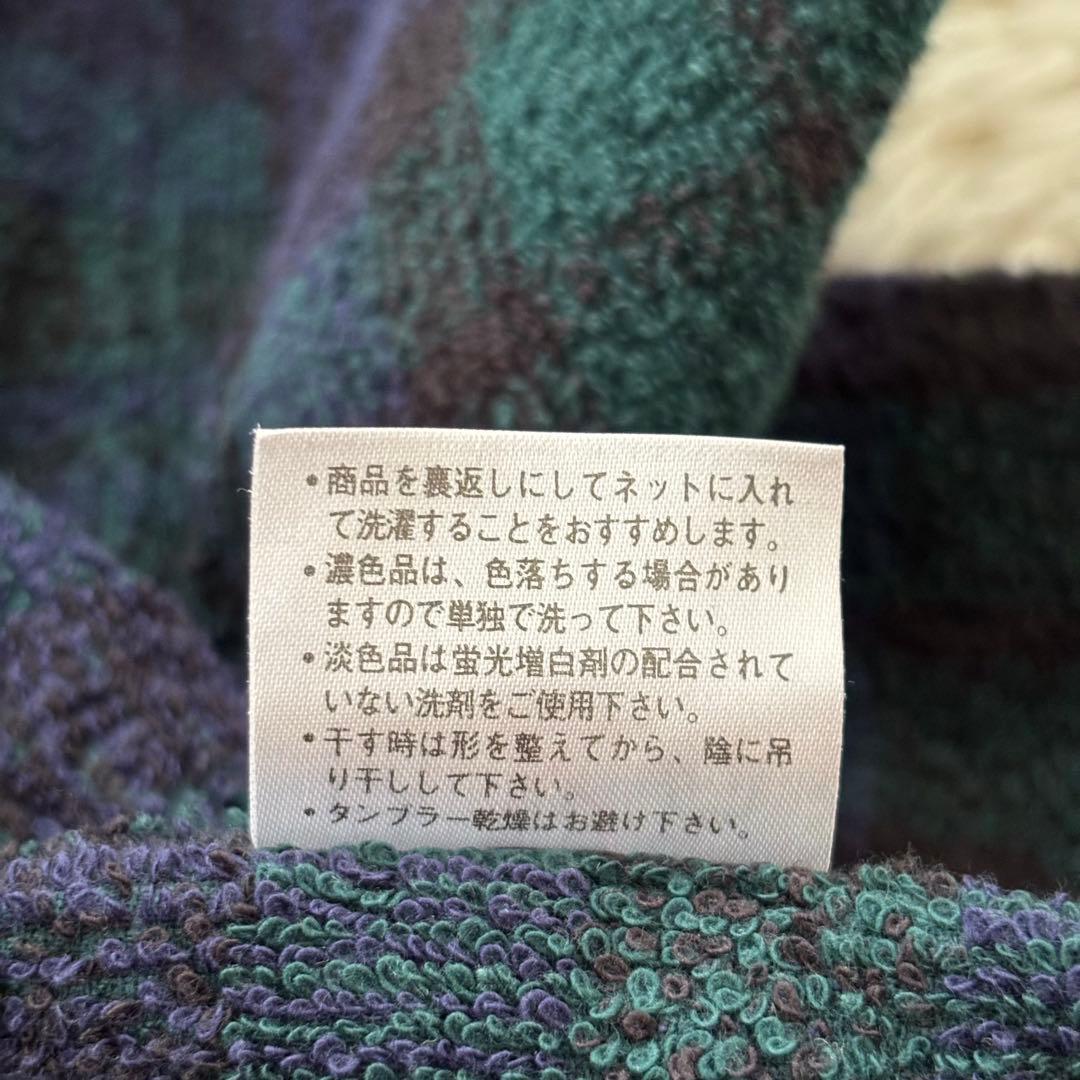 ・商品を裏返しにしてネットに入れ
て洗濯することをおすすめします。
・濃色品は、色落ちする場合があり
ますので単独で洗って下さい。
・淡色品は蛍光増白剤の配合されて
いない洗剤をご使用下さい。
・干す時は形を整えてから、陰に吊
り干しして下さい。
・タンブラー乾燥はお避け下さい。